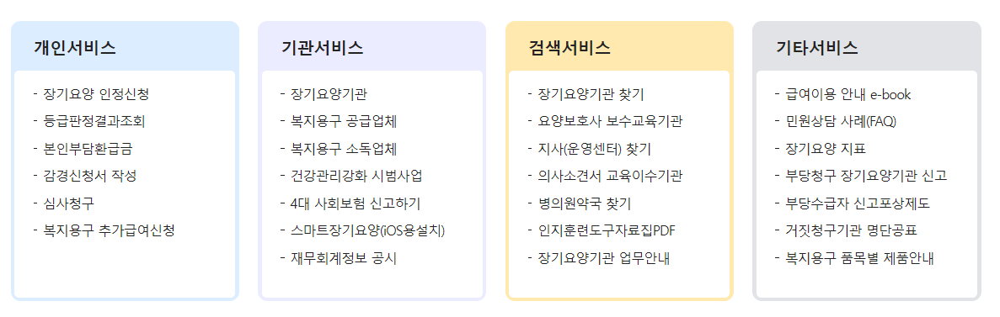 개인서비스
- 장기요양 인정신청
- 등급판정결과조회
- 본인부담환급금
- 감경신청서 작성
- 심사청구
- 복지용구 추가급여신청
기관서비스
- 장기요양기관
- 복지용구 공급업체
- 복지용구 소독업체
- 건강관리강화 시범사업
- 4대 사회보험 신고하기
- 스마트장기요양(iOS용설치)
- 재무회계정보 공시
검색서비스
- 장기요양기관 찾기
- 요양보호사 보수교육기관
- 지사(운영센터) 찾기
- 의사소견서 교육이수기관
- 병의원약국 찾기
- 인지훈련도구자료집PDF
- 장기요양기관 업무안내
기타서비스
- 급여이용 안내 e-book
- 민원상담 사례(FAQ)
- 장기요양 지표
- 부당청구 장기요양기관 신고
- 부당수급자 신고포상제도
- 거짓청구기관 명단공표
- 복지용구 품목별 제품안내